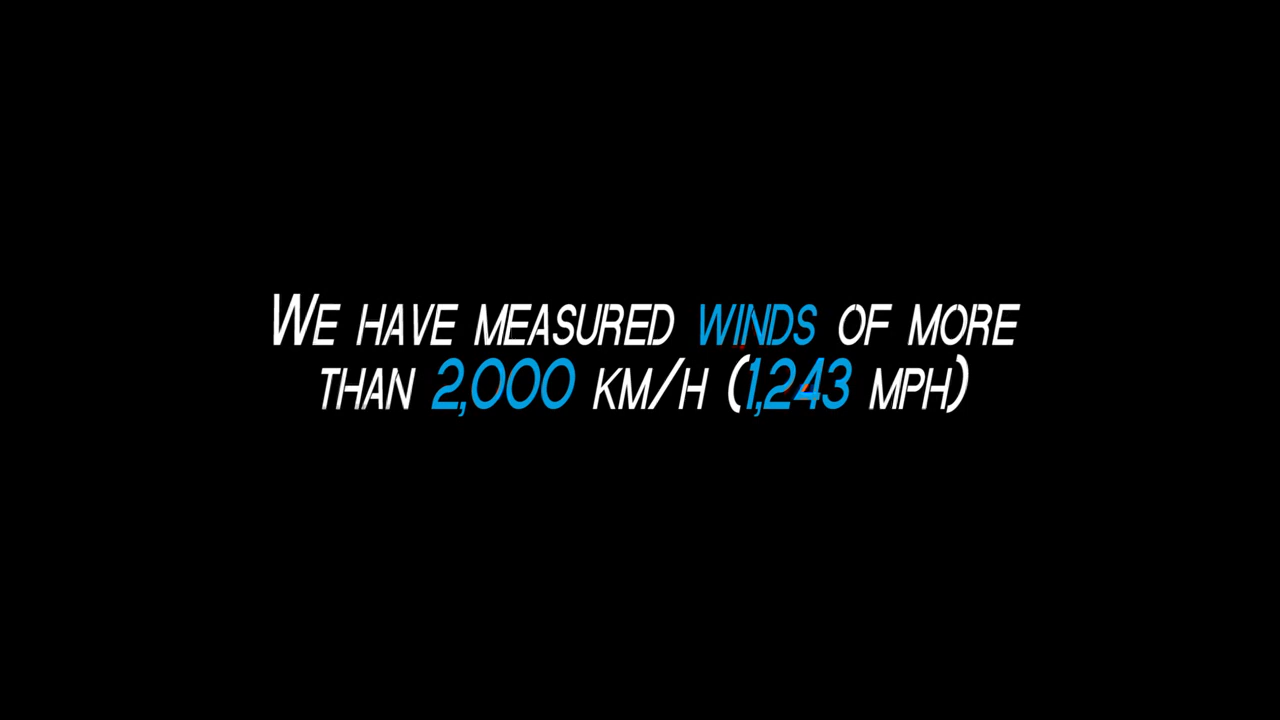 We have measured winds of more
than 2,000 km/h (1,243 mph)